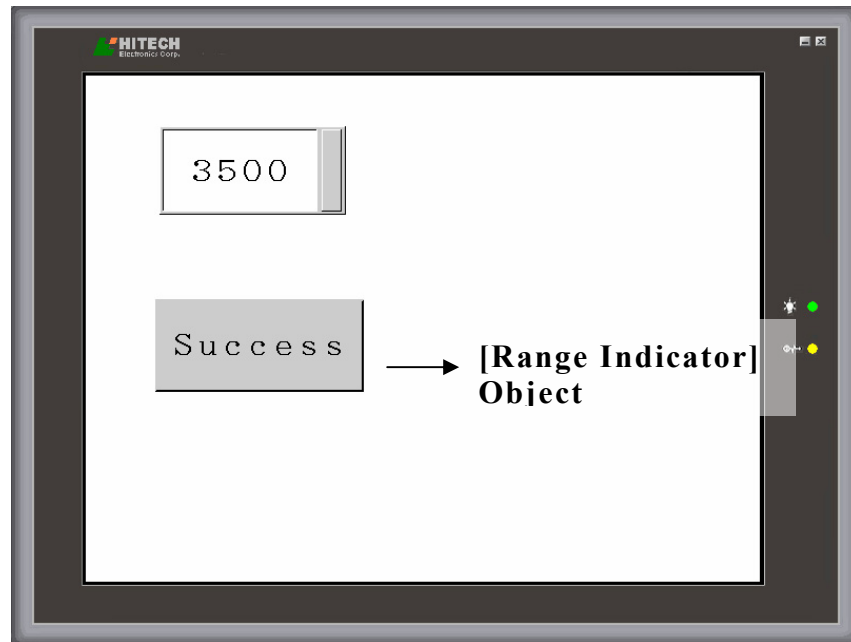 HITECH
Electronics Corp.
3500
Success
[Range Indicator]
Object